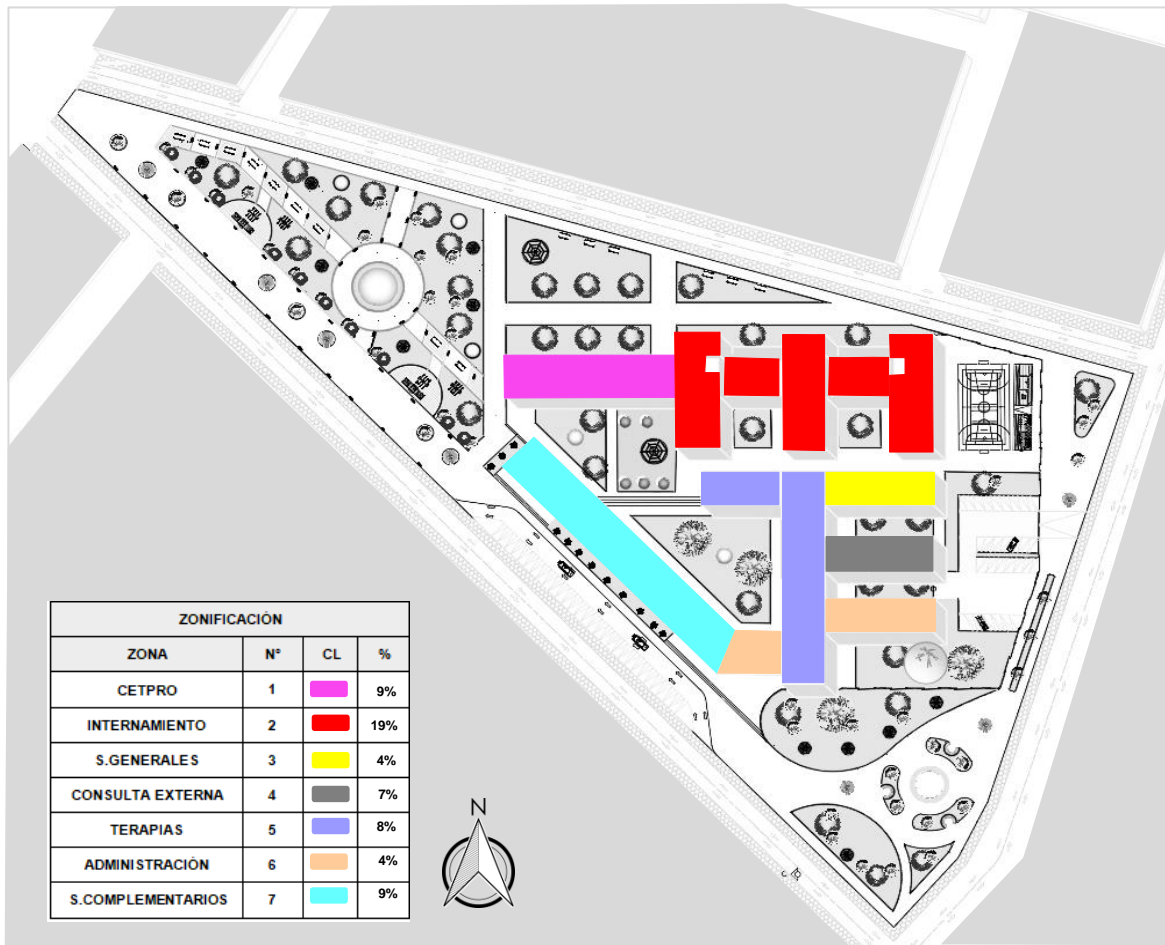 ZONIFICACIÓN
ZONA N° CL %
CETPRO 1 9%
INTERNAMIENTO 2 19%
S.GENERALES 3 4%
CONSULTA EXTERNA 4 7%
TERAPIAS 5 8%
ADMINISTRACIÓN 6 4%
S.COMPLEMENTARIOS 7 9%
N